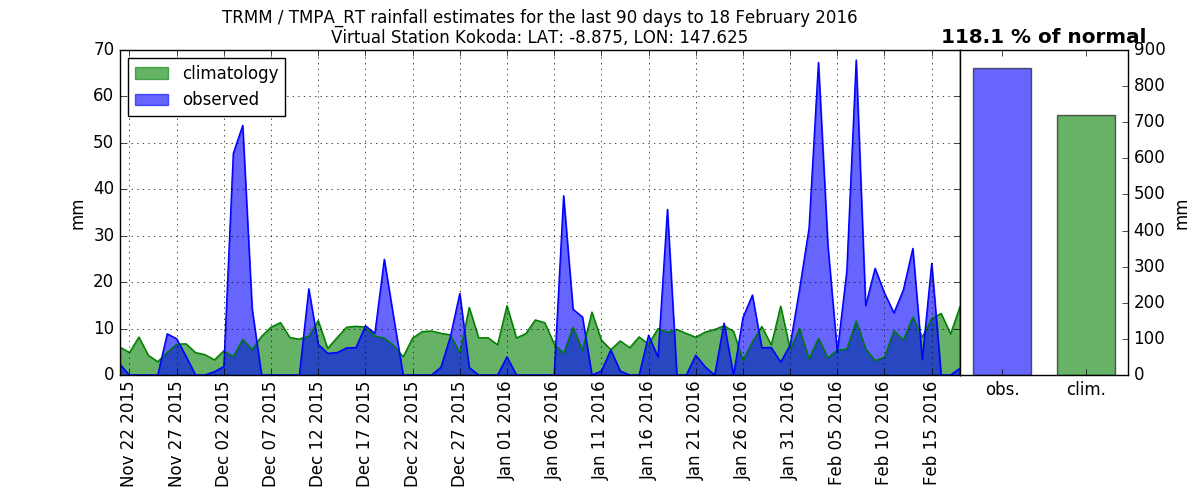 TRMM / TMPA_RT rainfall estimates for the last 90 days to 18 February 2016
Virtual Station Kokoda: LAT: -8.875, LON: 147.625
118.1 % of normal
climatology
observed
70
60
50
40
30
20
10
0
mm
Nov 22 2015
Nov 27 2015
Dec 02 2015
Dec 07 2015
Dec 12 2015
Dec 17 2015
Dec 22 2015
Dec 27 2015
Jan 01 2016
Jan 06 2016
Jan 11 2016
Jan 16 2016
Jan 21 2016
Jan 26 2016
Jan 31 2016
Feb 05 2016
Feb 10 2016
Feb 15 2016
900
800
700
600
500
400
300
200
100
0
mm
obs.
clim.